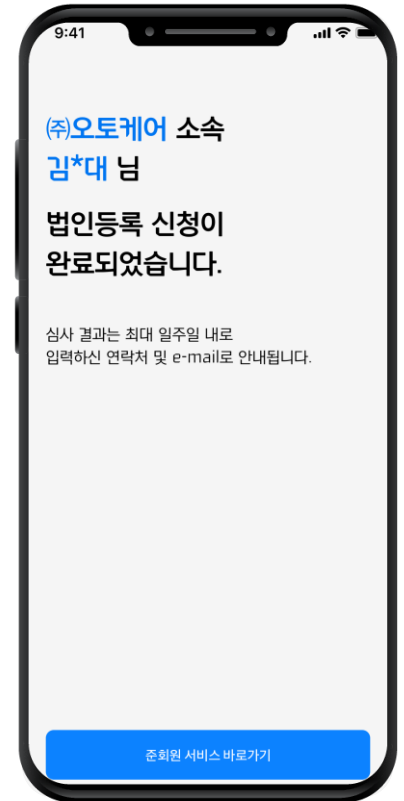 9:41
㈜오토케어 소속
김*대 님
법인등록 신청이
완료되었습니다.
심사 결과는 최대 일주일 내로
입력하신 연락처 및 e-mail로 안내됩니다.
준회원 서비스 바로가기